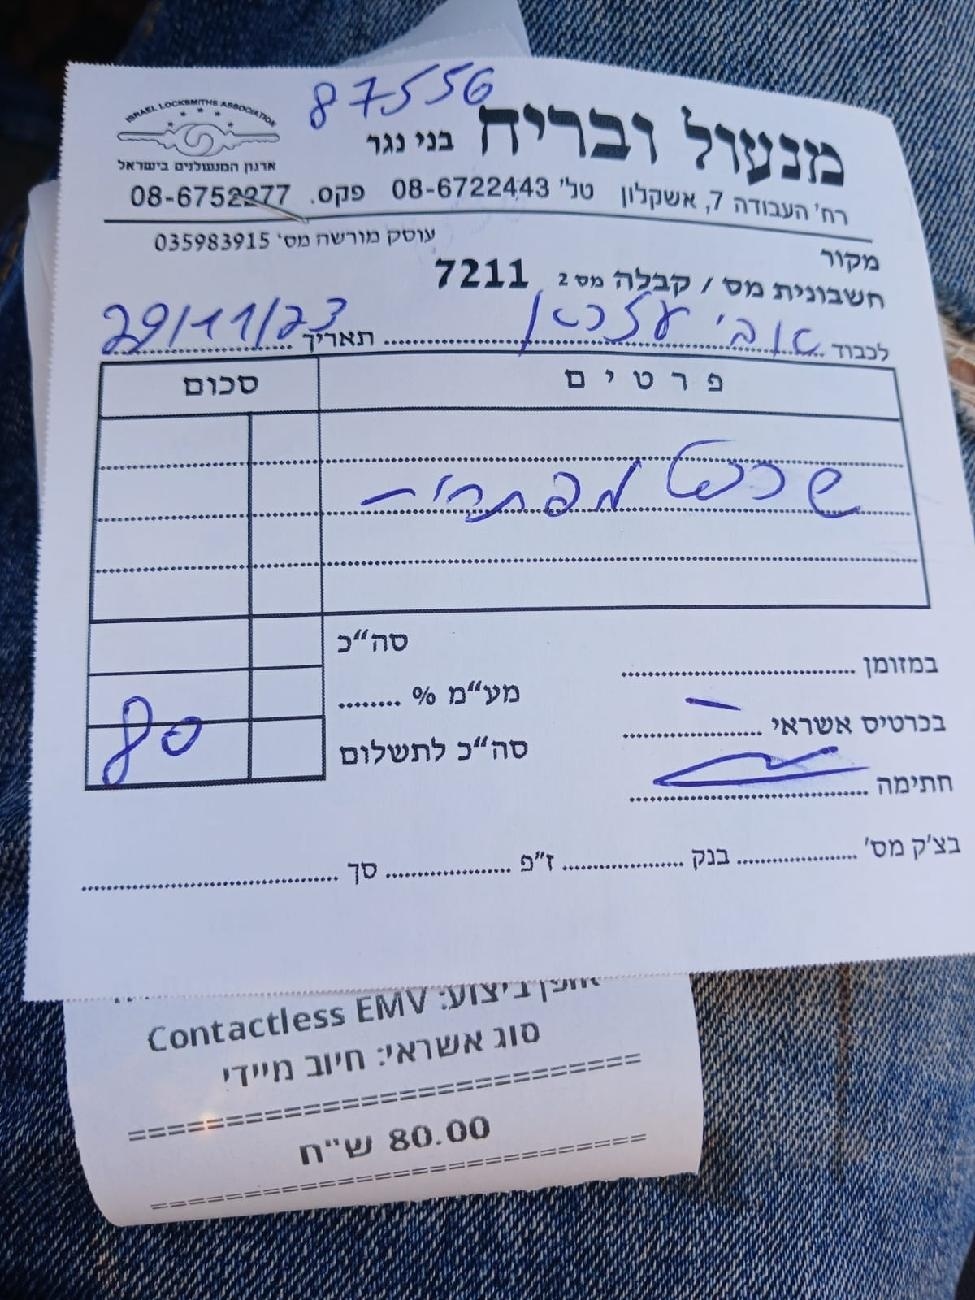 87556
ISRAEL LOCKSMITHS ASSOCIATION
ארגון המנעולנים בישראל
מנעול ובריח בני נגר
רח' העבודה 7, אשקלון טל' 08-6722443 פקס. 08-6752277
עוסק מורשה מס' 035983915
מקור
חשבונית מס / קבלה מס 2 7211
לכבוד אבי תאריך 29/11/23
פרטים סכום
מפתח
סה"כ
במזומן
מע"מ %
בכרטיס אשראי
סה"כ לתשלום 80
חתימה
בצ'ק מס' בנק ז"פ סך
אופן ביצוע: Contactless EMV
סוג אשראי: חיוב מיידי
80.00 ש"ח